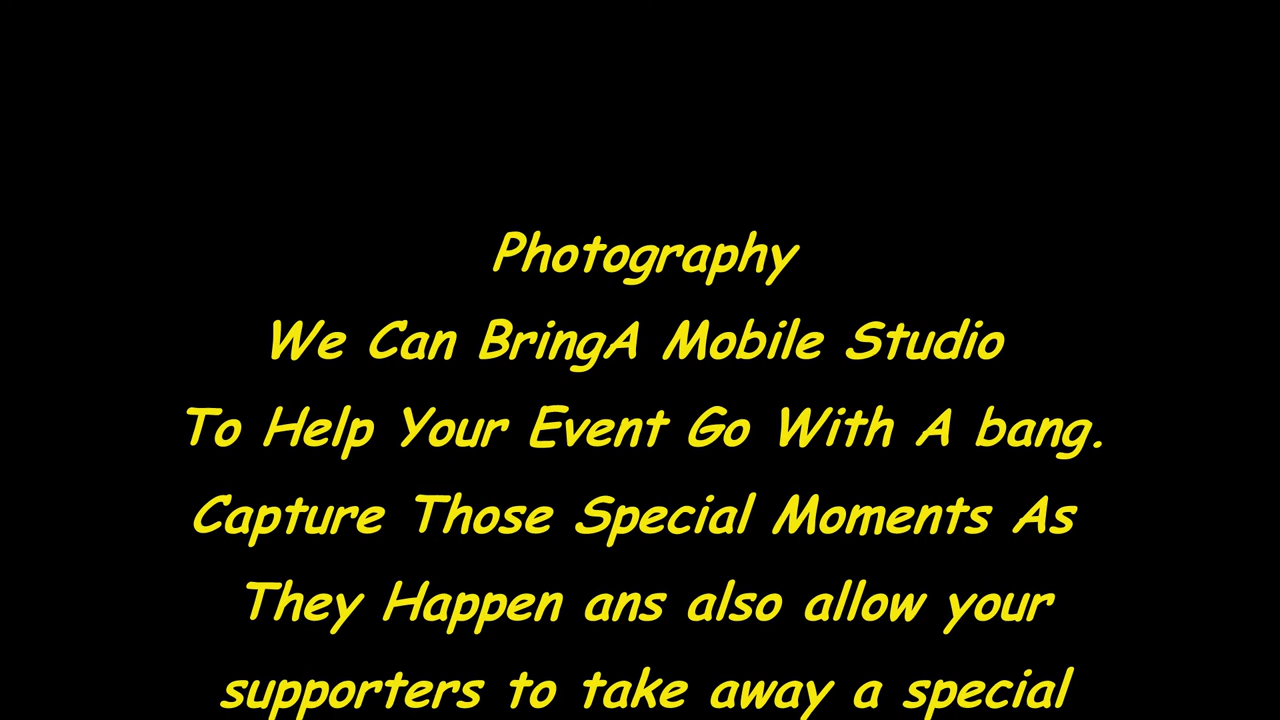 Photography
We Can BringA Mobile Studio
To Help Your Event Go With A bang.
Capture Those Special Moments As
They Happen ans also allow your
supporters to take away a special